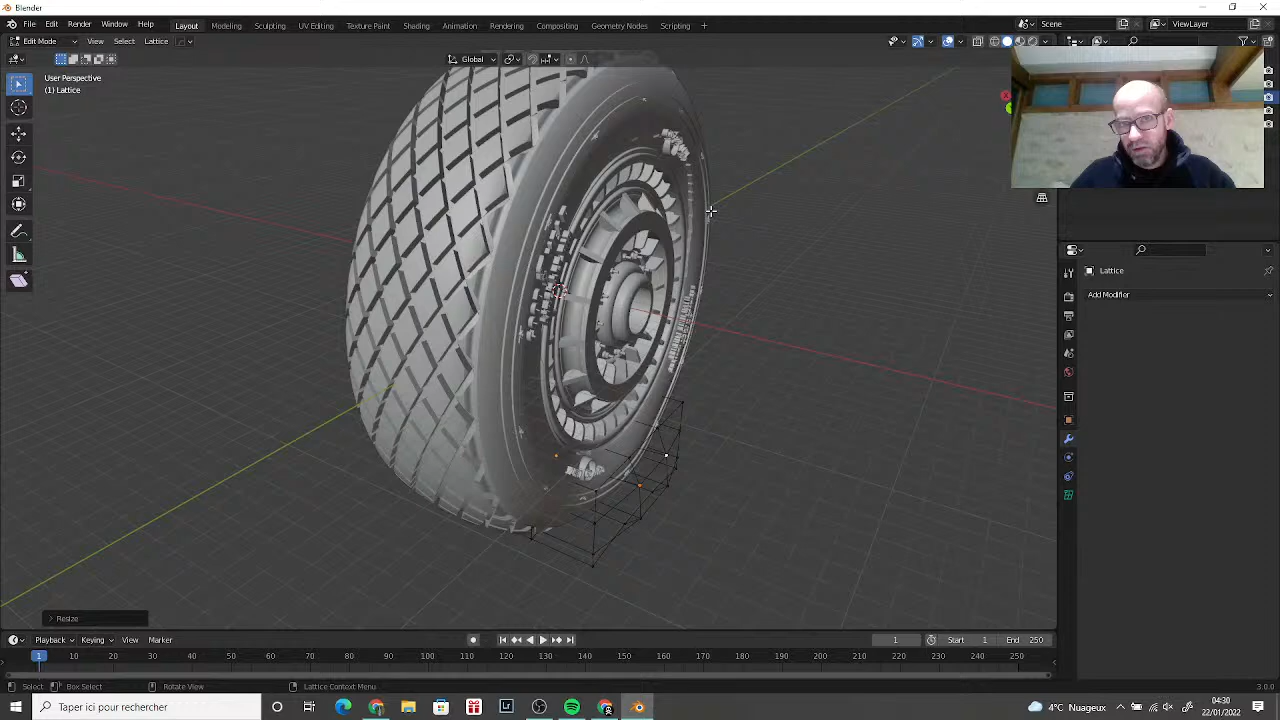 Blender
File Edit Render Window Help Layout Modeling Sculpting UV Editing Texture Paint Shading Animation Rendering Compositing Geometry Nodes Scripting + Scene ViewLayer
Edit Mode View Select Lattice
Global
User Perspective
(1) Lattice
Lattice
Add Modifier
Resize
Playback Keying View Marker 1 Start 1 End 250
1 10 20 30 40 50 60 70 80 90 100 110 120 130 140 150 160 170 180 190 200 210 220 230 240 250
Select Box Select Rotate View Lattice Context Menu 3.0.0
Taper ici pour rechercher 4°C Nuageux 04:30
22/01/2022